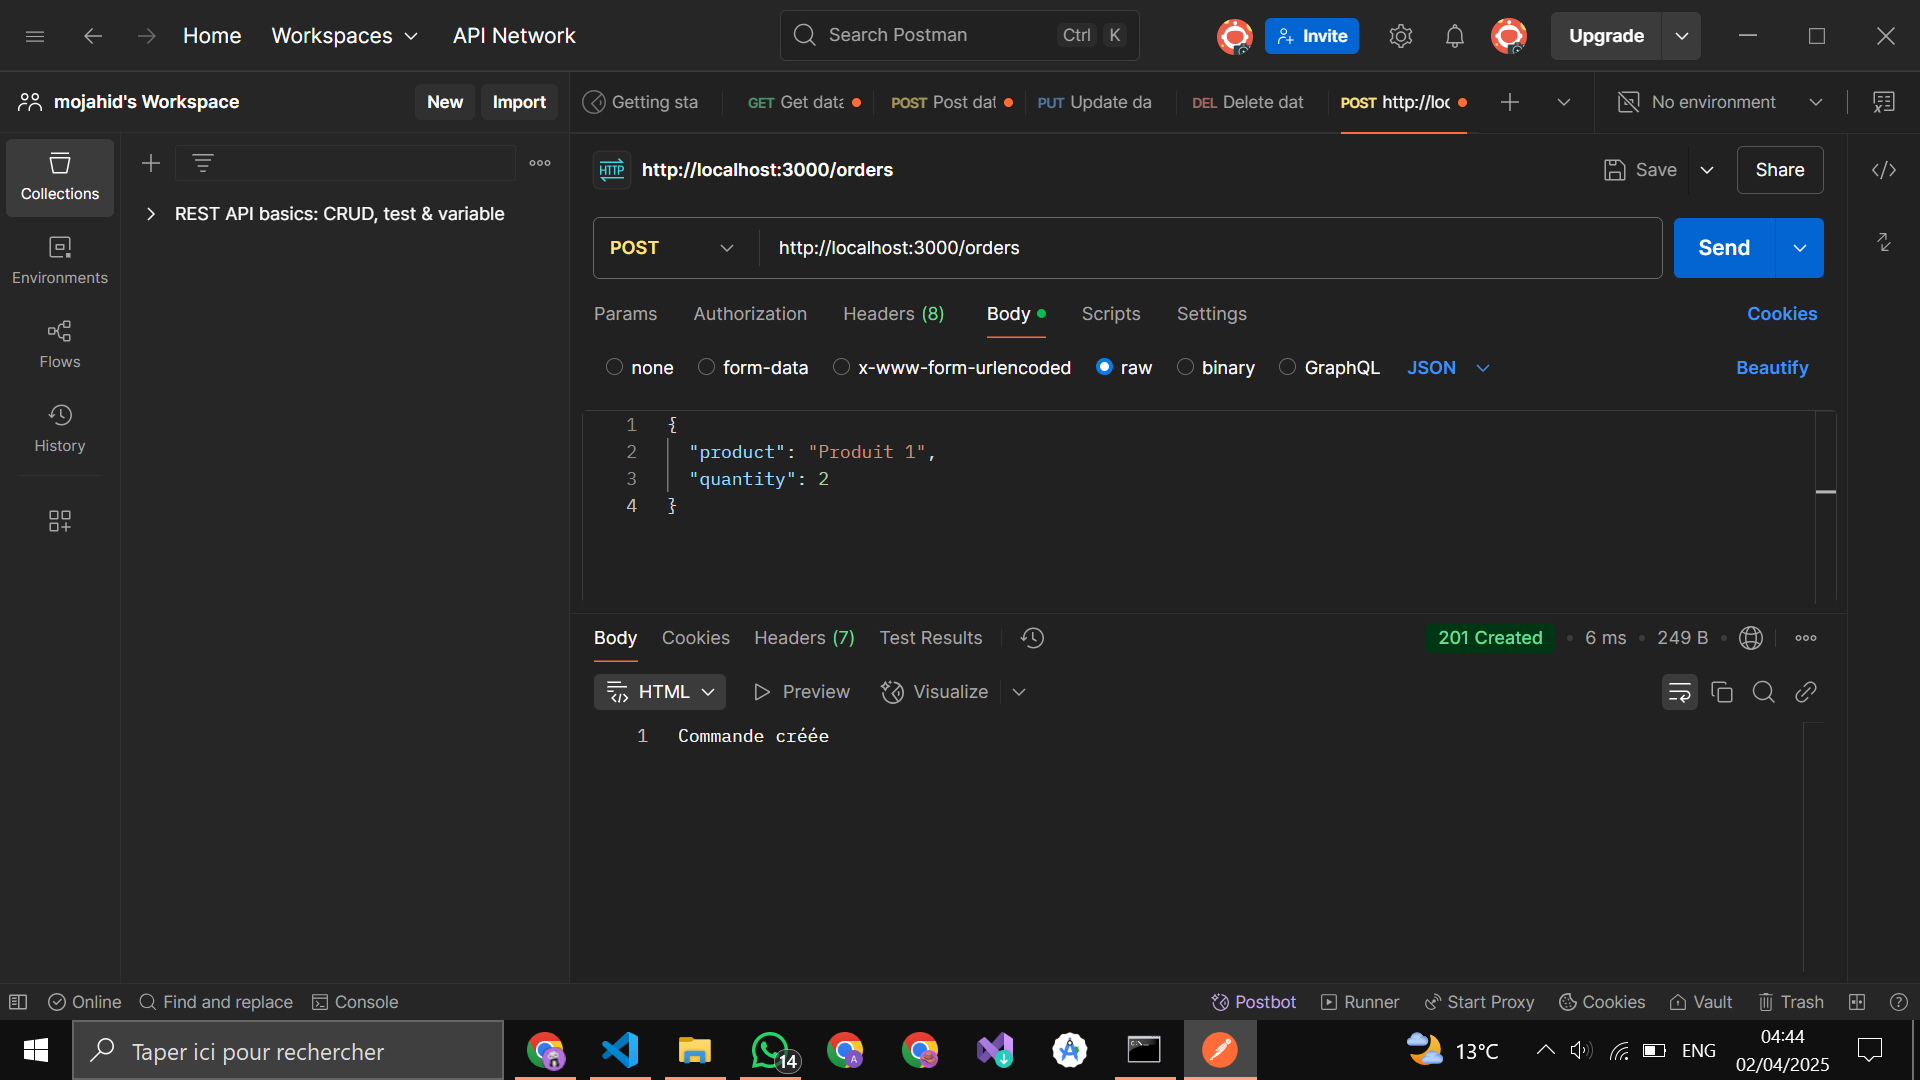 Home
Workspaces
API Network
Search Postman
Ctrl
K
Invite
Upgrade
mojahid's Workspace
New
Import
Getting sta
GET Get data
POST Post dat
PUT Update da
DEL Delete dat
POST http://loc
No environment
Collections
Environments
Flows
History
REST API basics: CRUD, test & variable
HTTP
http://localhost:3000/orders
Save
Share
POST
http://localhost:3000/orders
Send
Params
Authorization
Headers (8)
Body
Scripts
Settings
Cookies
none
form-data
x-www-form-urlencoded
raw
binary
GraphQL
JSON
Beautify
1 {
2 "product": "Produit 1",
3 "quantity": 2
4 }
Body
Cookies
Headers (7)
Test Results
201 Created
6 ms
249 B
HTML
Preview
Visualize
1 Commande créée
Online
Find and replace
Console
Postbot
Runner
Start Proxy
Cookies
Vault
Trash
Taper ici pour rechercher
A
14
13°C
ENG
04:44
02/04/2025